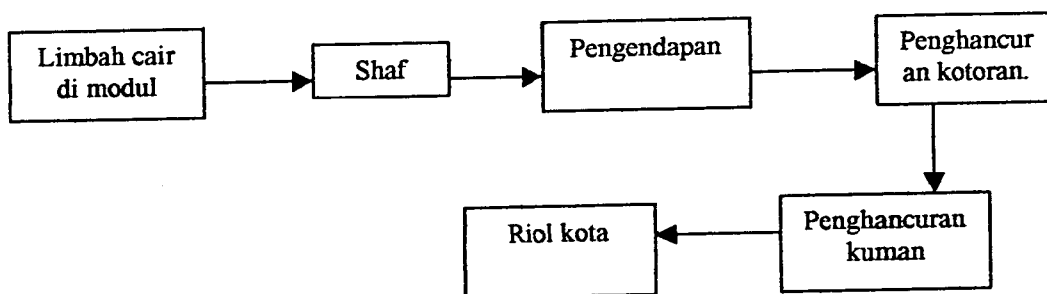 Limbah cair
di modul
Shaf
Pengendapan
Penghancur
an kotoran.
Penghancuran
kuman
Riol kota